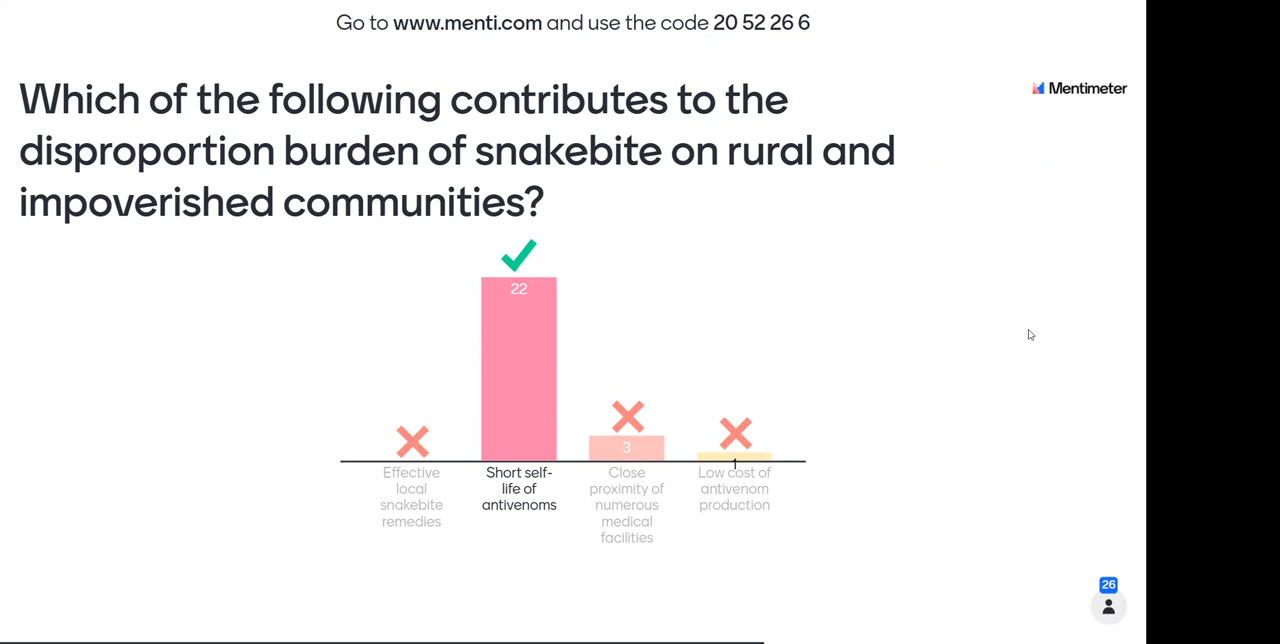 Go to www.menti.com and use the code 20 52 26 6
Which of the following contributes to the
disproportion burden of snakebite on rural and
impoverished communities?
Mentimeter
22
3
1
Effective
local
snakebite
remedies
Short self-
life of
antivenoms
Close
proximity of
numerous
medical
facilities
Low cost of
antivenom
production
26